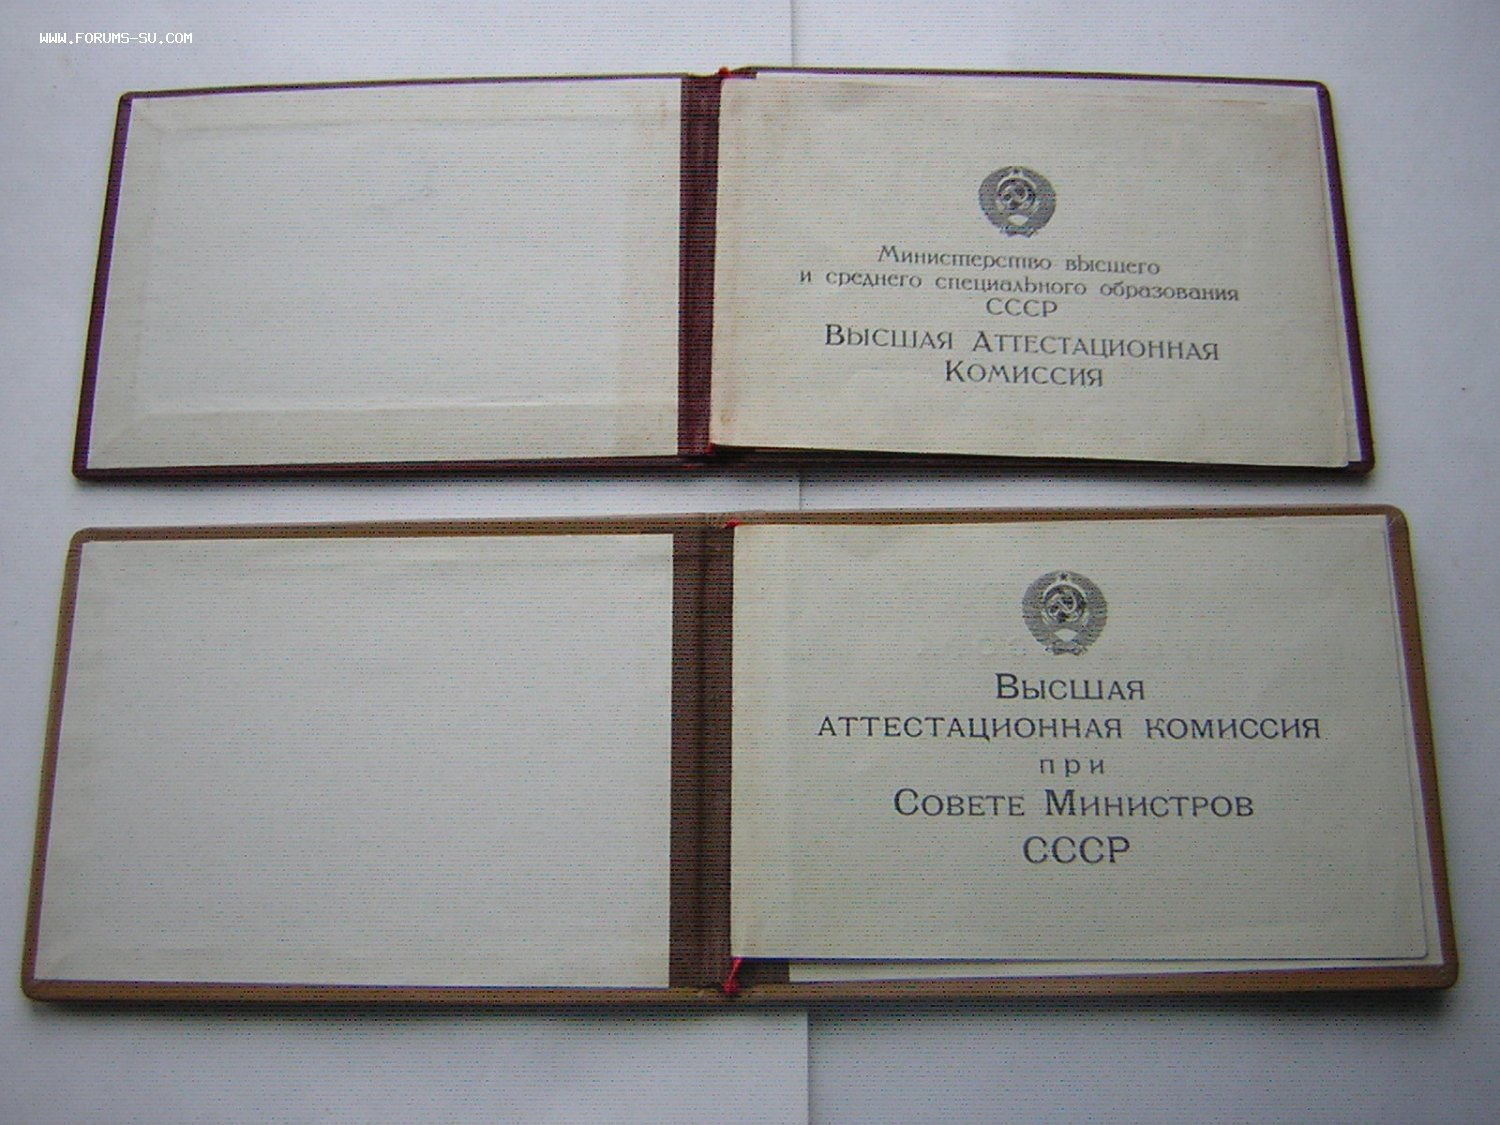 WWW.FORUMS-SU.COM
Министерство высшего
и среднего специального образования
СССР
Высшая Аттестационная
Комиссия
Высшая
аттестационная комиссия
при
Совете Министров
СССР